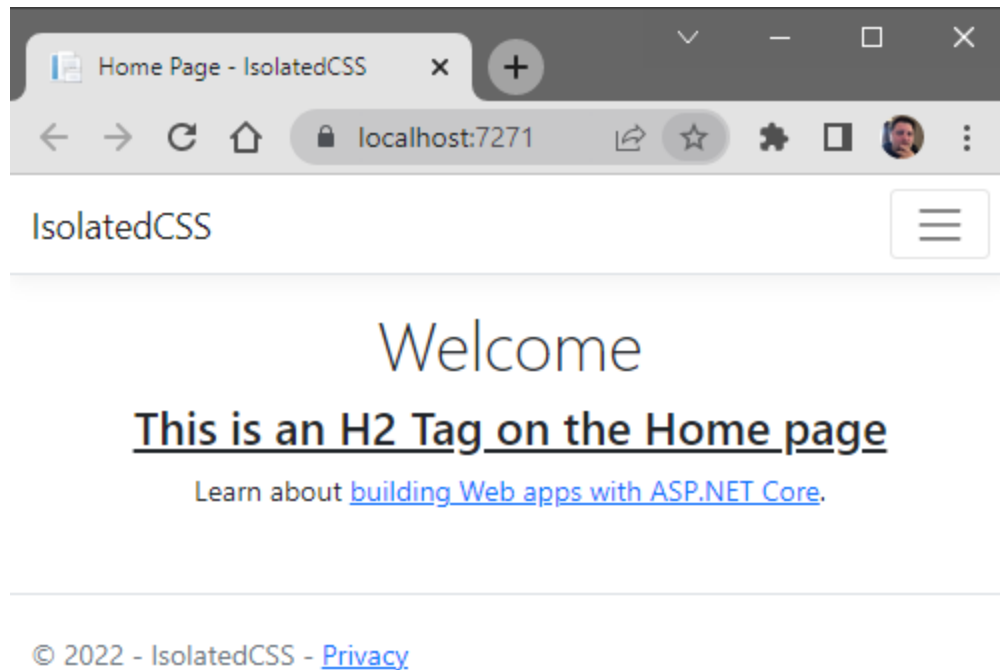 Home Page - IsolatedCSS
localhost:7271
IsolatedCSS
Welcome
This is an H2 Tag on the Home page
Learn about building Web apps with ASP.NET Core.
© 2022 - IsolatedCSS - Privacy